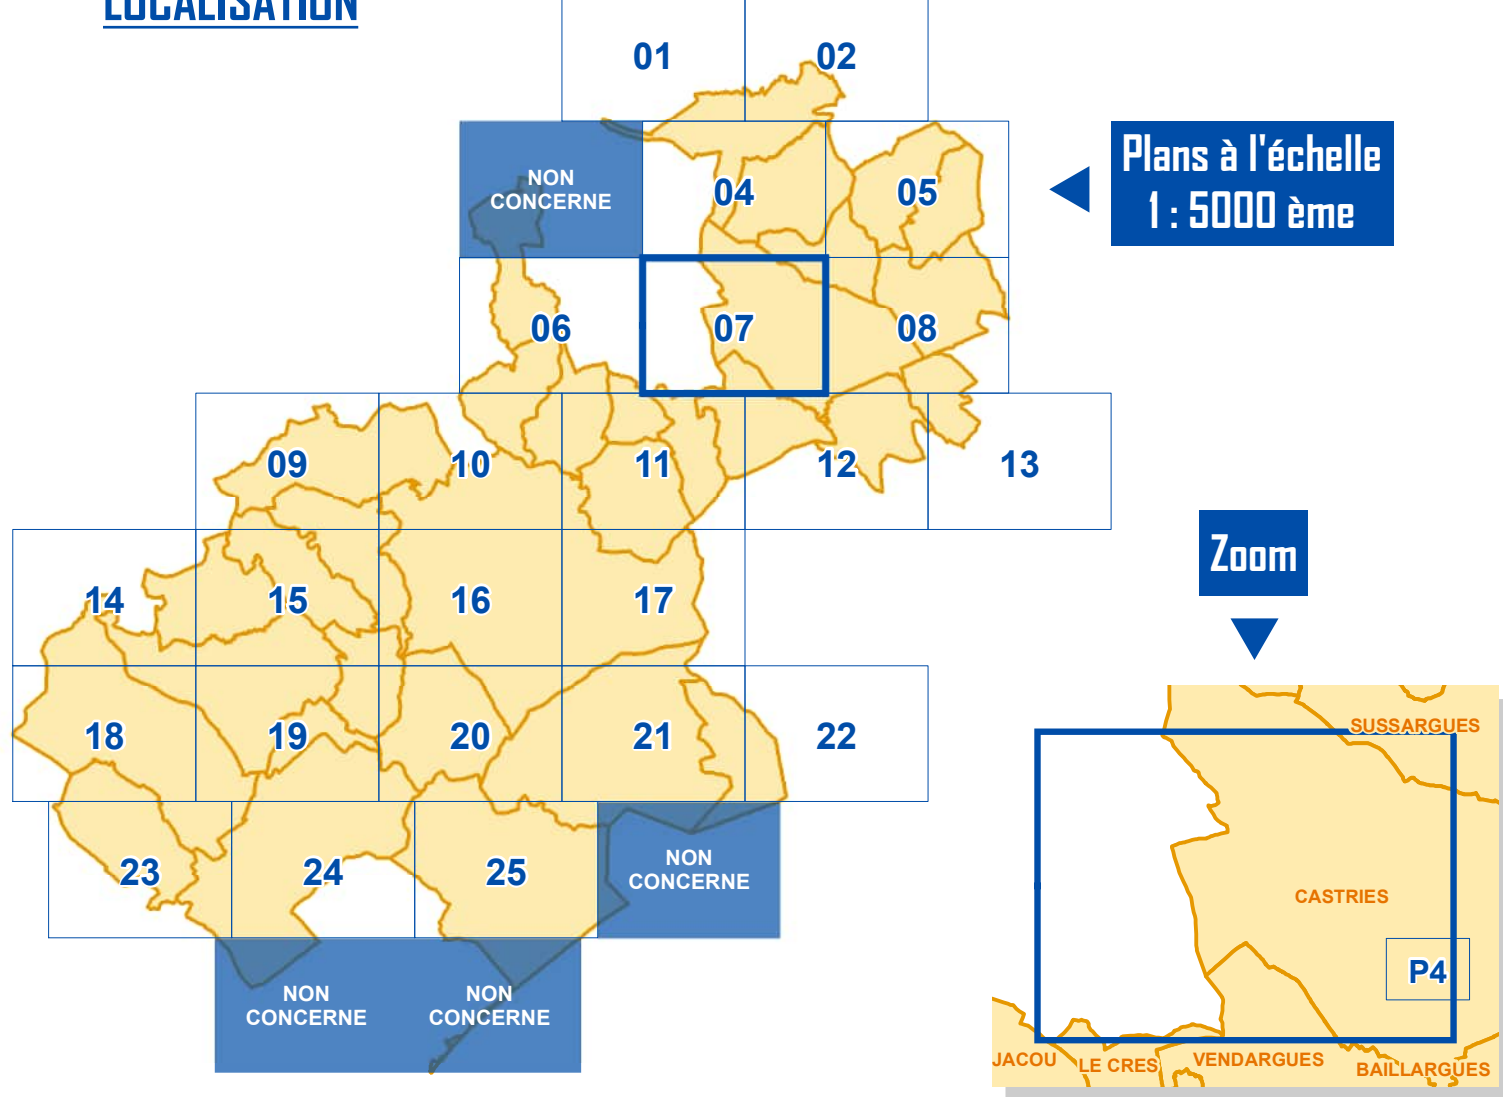 LOCALISATION
01
02
NON
CONCERNE
04
05
Plans à l'échelle
1 : 5000 ème
06
07
08
09
10
11
12
13
14
15
16
17
Zoom
18
19
20
21
22
23
24
25
NON
CONCERNE
NON
CONCERNE
NON
CONCERNE
SUSSARGUES
CASTRIES
P4
JACOU
LE CRES
VENDARGUES
BAILLARGUES